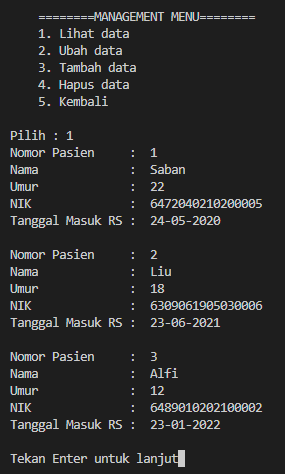 ========MANAGEMENT MENU========
1. Lihat data
2. Ubah data
3. Tambah data
4. Hapus data
5. Kembali
Pilih : 1
Nomor Pasien : 1
Nama : Saban
Umur : 22
NIK : 6472040210200005
Tanggal Masuk RS : 24-05-2020
Nomor Pasien : 2
Nama : Liu
Umur : 18
NIK : 6309061905030006
Tanggal Masuk RS : 23-06-2021
Nomor Pasien : 3
Nama : Alfi
Umur : 12
NIK : 6489010202100002
Tanggal Masuk RS : 23-01-2022
Tekan Enter untuk lanjut